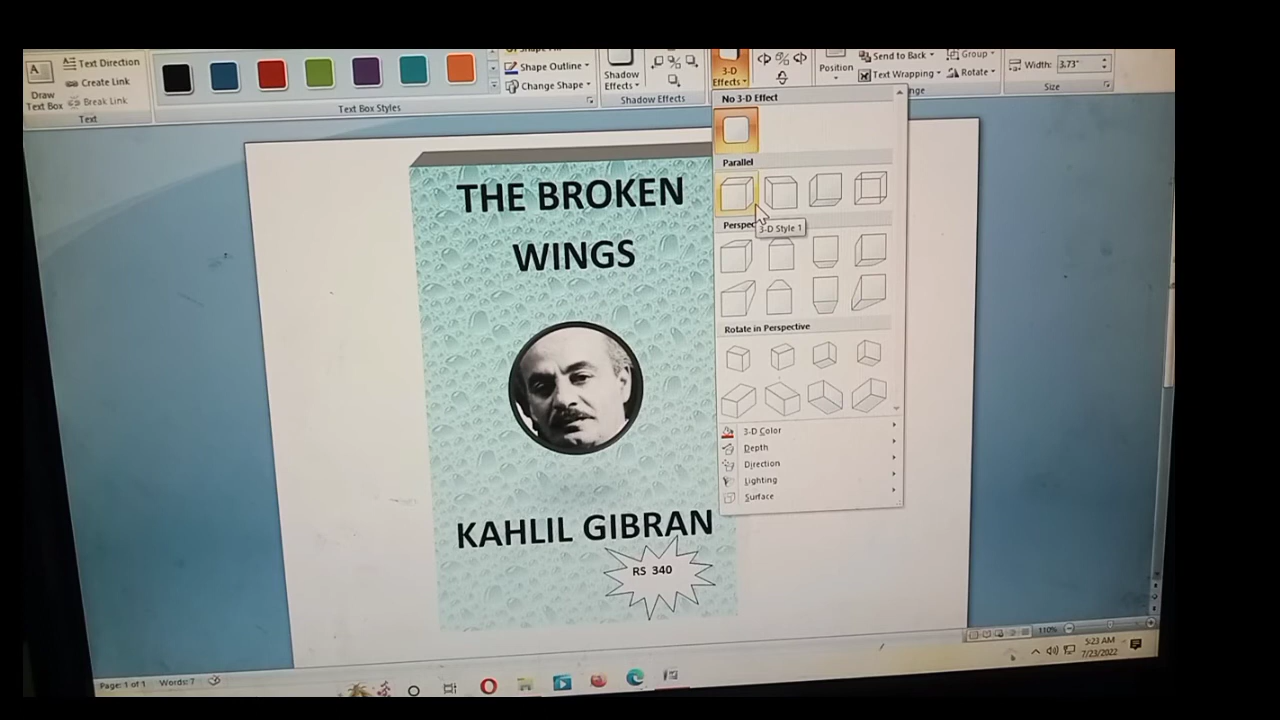 Text Direction
Create Link
Break Link
Draw
Text Box
Text
Text Box Styles
Shape Outline
Change Shape
Shadow
Effects
Shadow Effects
3-D
Effects
Position
Send to Back
Text Wrapping
Group
Rotate
Width: 3.73"
Size
No 3-D Effect
Parallel
3-D Style 1
Rotate in Perspective
3-D Color
Depth
Direction
Lighting
Surface
THE BROKEN
WINGS
KAHLIL GIBRAN
RS 340
Page: 1 of 1
Words: 7
110%
5:23 AM
7/23/2022